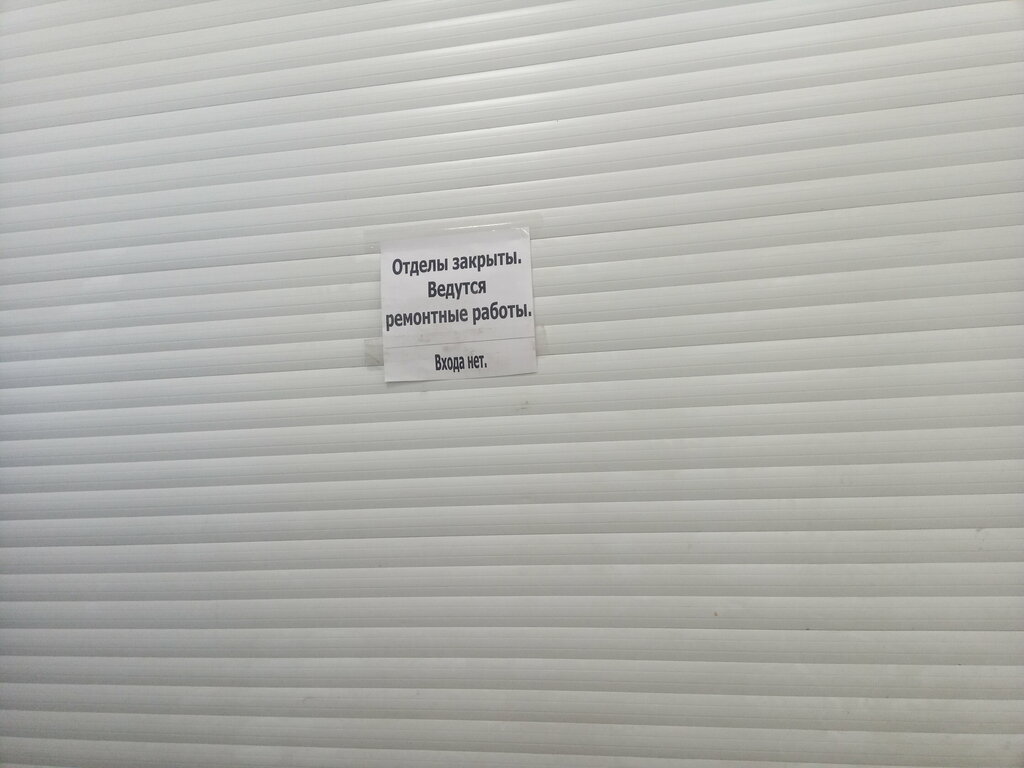 Отделы закрыты.
Ведутся
ремонтные работы.
Входа нет.